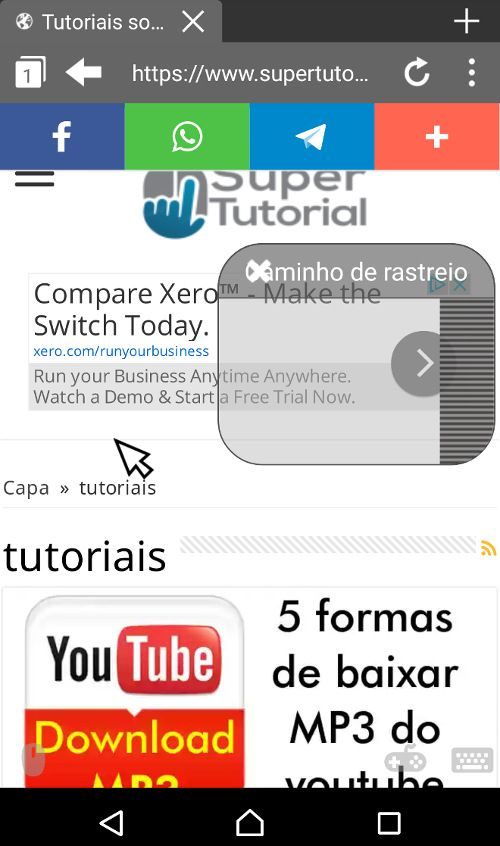 Tutoriais so...
1
https://www.supertuto...
Super
Tutorial
aminho de rastreio
Compare Xero™ - Make the
Switch Today.
xero.com/runyourbusiness
Run your Business Anytime Anywhere.
Watch a Demo & Start a Free Trial Now.
Capa » tutoriais
tutoriais
YouTube
Download
MP3
5 formas
de baixar
MP3 do
youtube